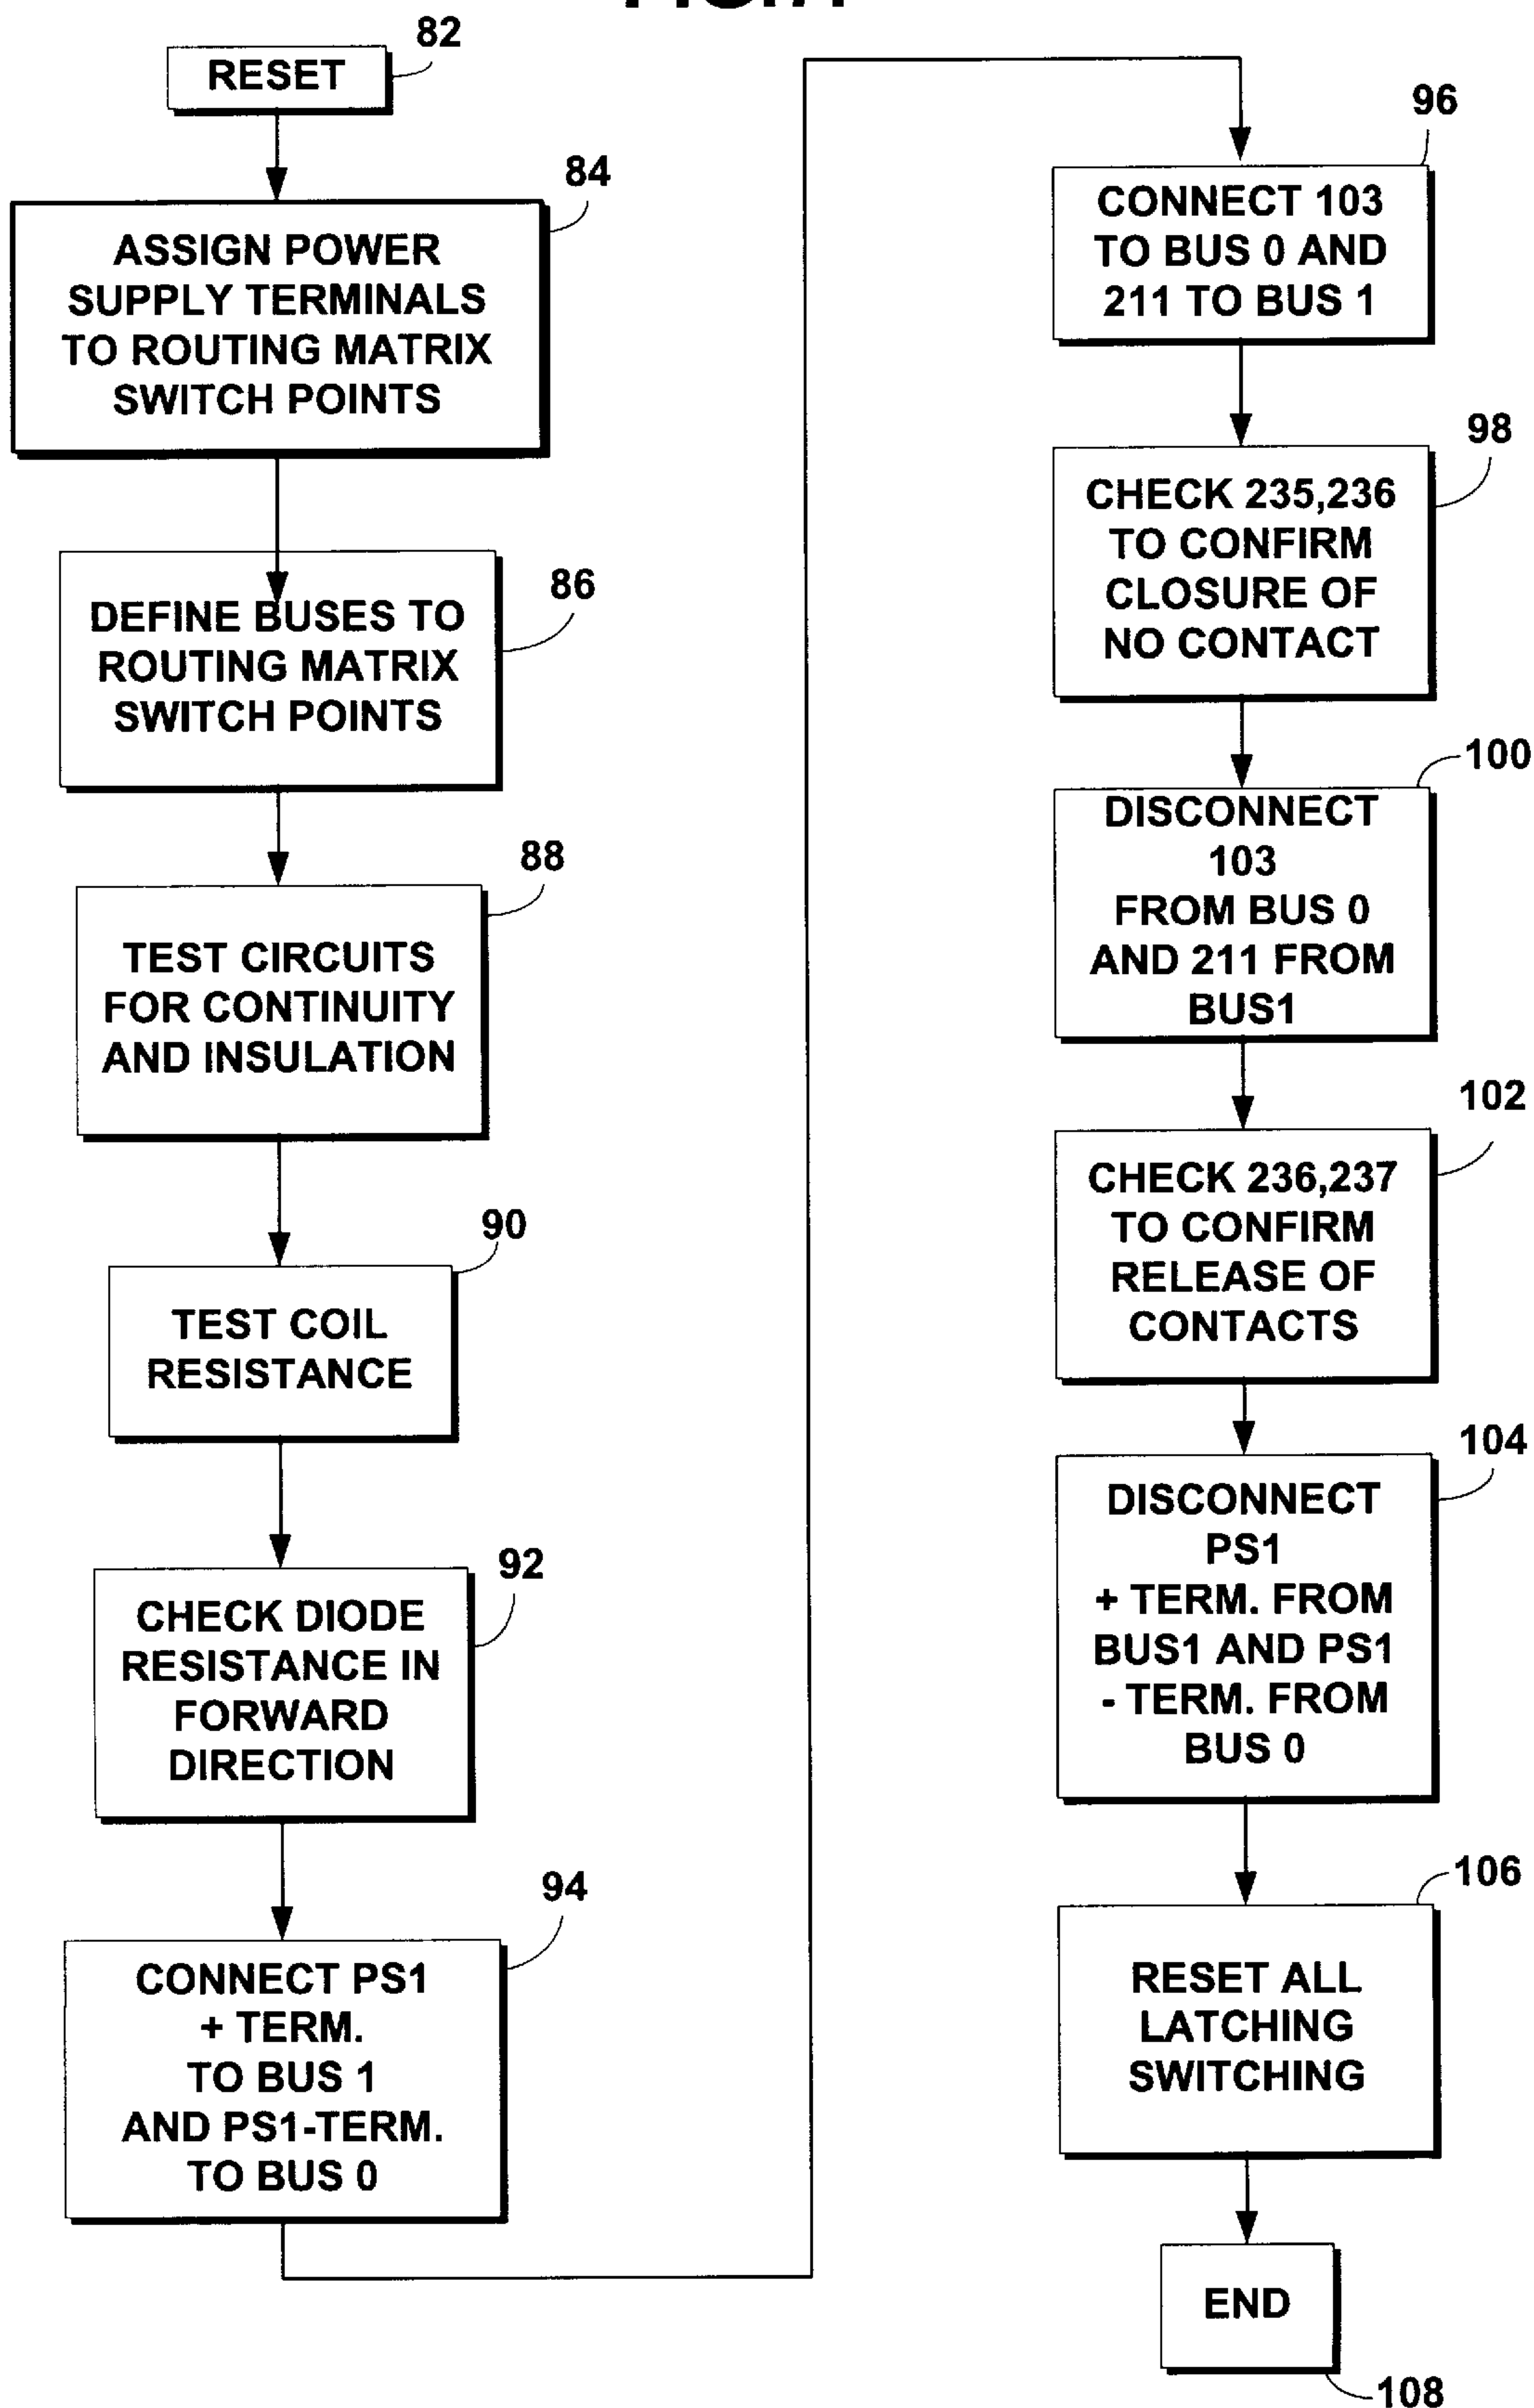 RESET
82
84
ASSIGN POWER
SUPPLY TERMINALS
TO ROUTING MATRIX
SWITCH POINTS
86
DEFINE BUSES TO
ROUTING MATRIX
SWITCH POINTS
88
TEST CIRCUITS
FOR CONTINUITY
AND INSULATION
90
TEST COIL
RESISTANCE
92
CHECK DIODE
RESISTANCE IN
FORWARD
DIRECTION
94
CONNECT PS1
+ TERM.
TO BUS 1
AND PS1-TERM.
TO BUS 0
96
CONNECT 103
TO BUS 0 AND
211 TO BUS 1
98
CHECK 235,236
TO CONFIRM
CLOSURE OF
NO CONTACT
100
DISCONNECT
103
FROM BUS 0
AND 211 FROM
BUS1
102
CHECK 236,237
TO CONFIRM
RELEASE OF
CONTACTS
104
DISCONNECT
PS1
+ TERM. FROM
BUS1 AND PS1
- TERM. FROM
BUS 0
106
RESET ALL
LATCHING
SWITCHING
END
108